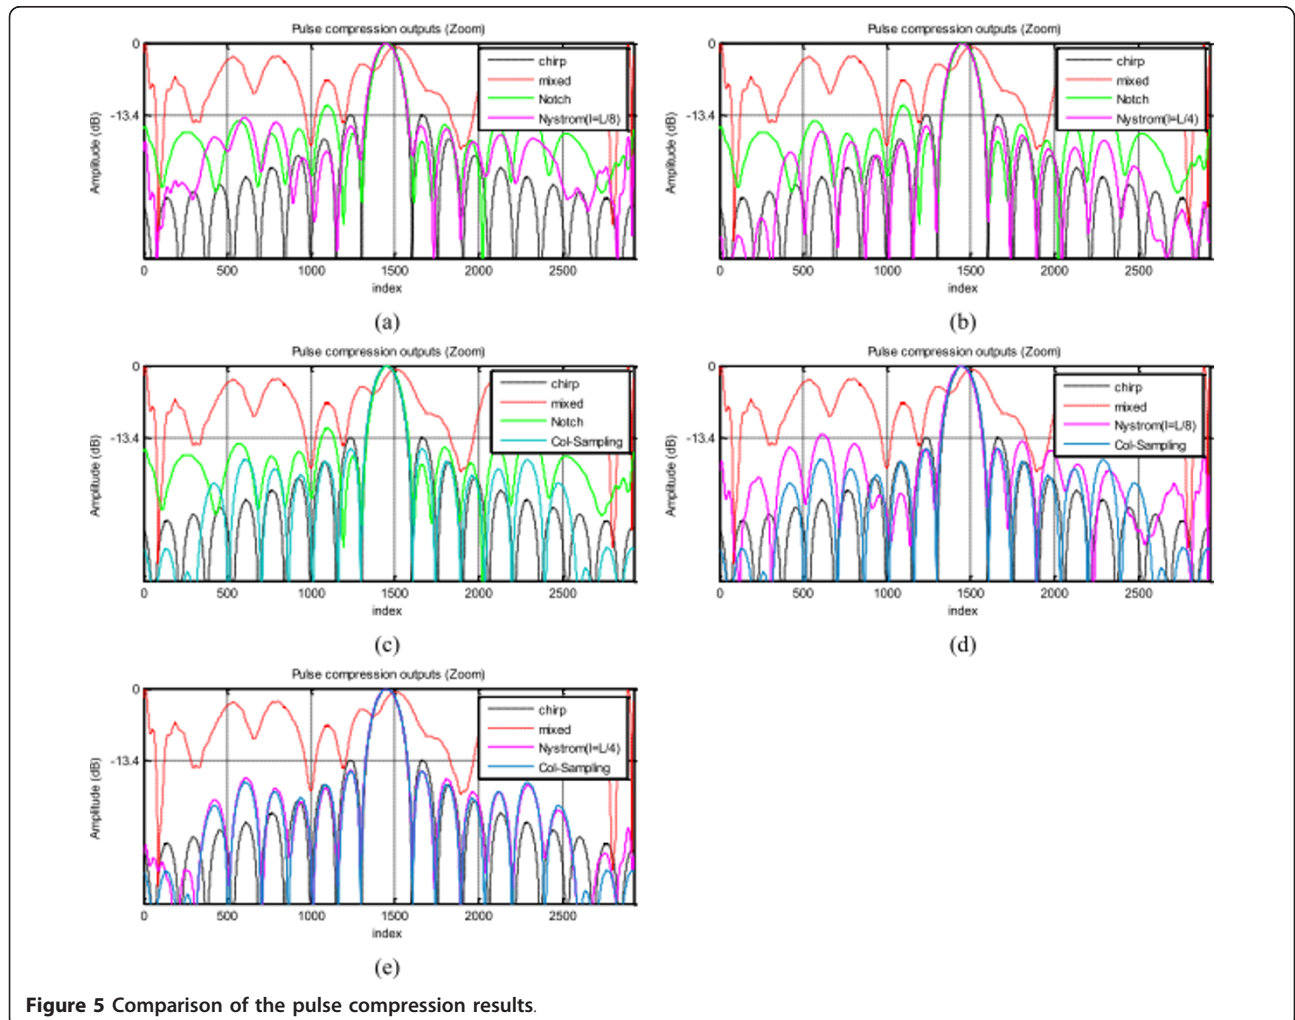 Pulse compression outputs (Zoom)
0
-13.4
Amplitude (dB)
chirp
mixed
Notch
Nystrom(l=L/8)
0 500 1000 1500 2000 2500
index
(a)
Pulse compression outputs (Zoom)
0
-13.4
Amplitude (dB)
chirp
mixed
Notch
Nystrom(l=L/4)
0 500 1000 1500 2000 2500
index
(b)
Pulse compression outputs (Zoom)
0
-13.4
Amplitude (dB)
chirp
mixed
Notch
Col-Sampling
0 500 1000 1500 2000 2500
index
(c)
Pulse compression outputs (Zoom)
0
-13.4
Amplitude (dB)
chirp
mixed
Nystrom(l=L/8)
Col-Sampling
0 500 1000 1500 2000 2500
index
(d)
Pulse compression outputs (Zoom)
0
-13.4
Amplitude (dB)
chirp
mixed
Nystrom(l=L/4)
Col-Sampling
0 500 1000 1500 2000 2500
index
(e)
Figure 5 Comparison of the pulse compression results.